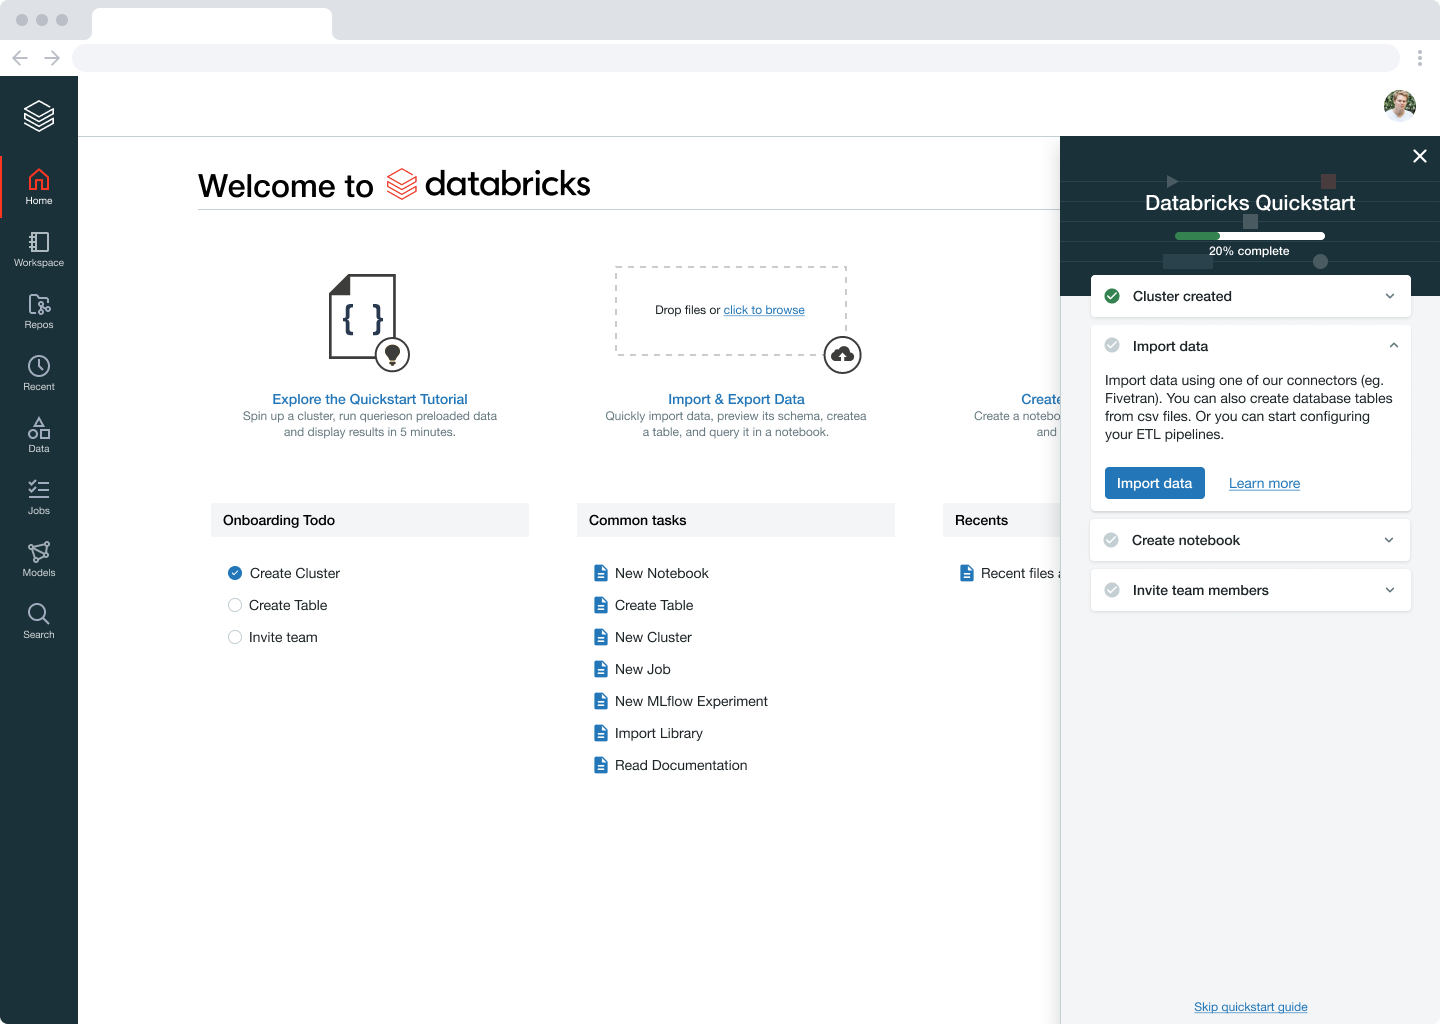 Home
Workspace
Repos
Recent
Data
Jobs
Models
Search
Welcome to databricks
{ }
Explore the Quickstart Tutorial
Spin up a cluster, run querieson preloaded data
and display results in 5 minutes.
Drop files or click to browse
Import & Export Data
Quickly import data, preview its schema, createa
a table, and query it in a notebook.
Create
Create a notebo
and
Onboarding Todo
Create Cluster
Create Table
Invite team
Common tasks
New Notebook
Create Table
New Cluster
New Job
New MLflow Experiment
Import Library
Read Documentation
Recents
Recent files a
Databricks Quickstart
20% complete
Cluster created
Import data
Import data using one of our connectors (eg.
Fivetran). You can also create database tables
from csv files. Or you can start configuring
your ETL pipelines.
Import data
Learn more
Create notebook
Invite team members
Skip quickstart guide